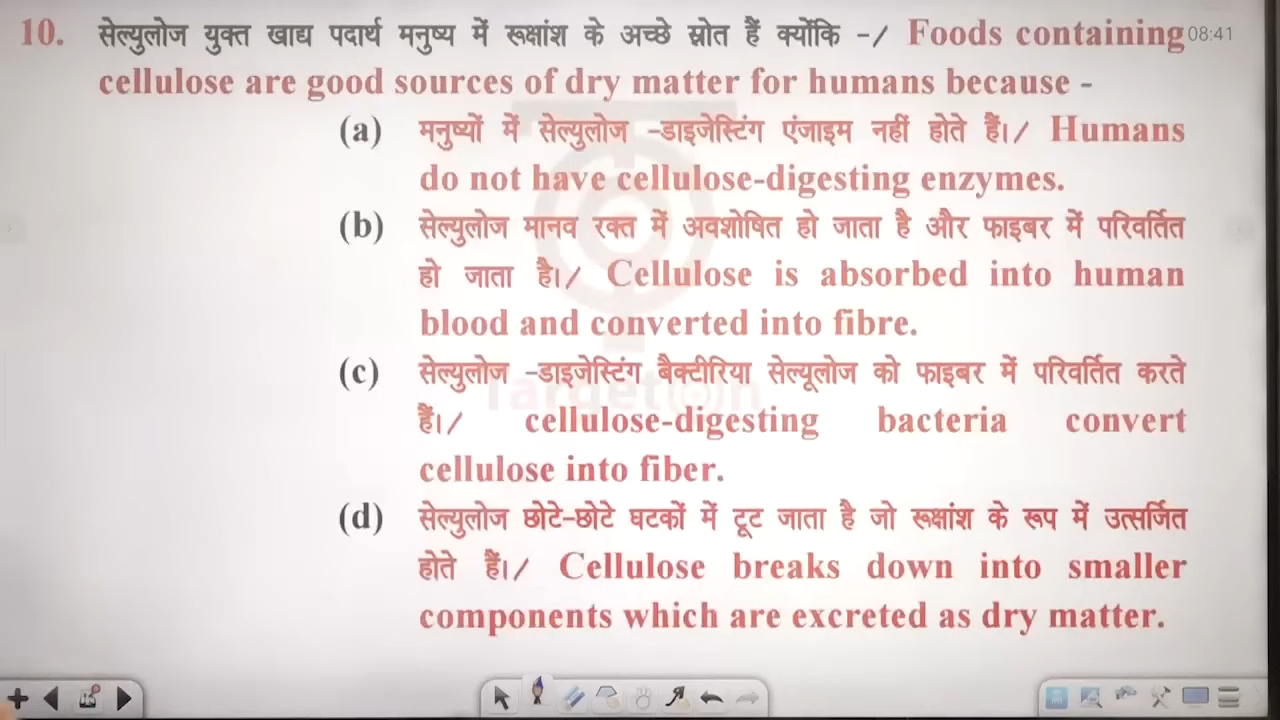 10. सेल्युलोज युक्त खाद्य पदार्थ मनुष्य में रूक्षांश के अच्छे स्रोत हैं क्योंकि -/ Foods containing 08:41
cellulose are good sources of dry matter for humans because -
(a) मनुष्यों में सेल्युलोज -डाइजेस्टिंग एंजाइम नहीं होते हैं।/ Humans
do not have cellulose-digesting enzymes.
(b) सेल्युलोज मानव रक्त में अवशोषित हो जाता है और फाइबर में परिवर्तित
हो जाता है।/ Cellulose is absorbed into human
blood and converted into fibre.
(c) सेल्युलोज -डाइजेस्टिंग बैक्टीरिया सेल्यूलोज को फाइबर में परिवर्तित करते
हैं।/ cellulose-digesting bacteria convert
cellulose into fiber.
(d) सेल्युलोज छोटे-छोटे घटकों में टूट जाता है जो रूक्षांश के रूप में उत्सर्जित
होते हैं।/ Cellulose breaks down into smaller
components which are excreted as dry matter.
TargetOn